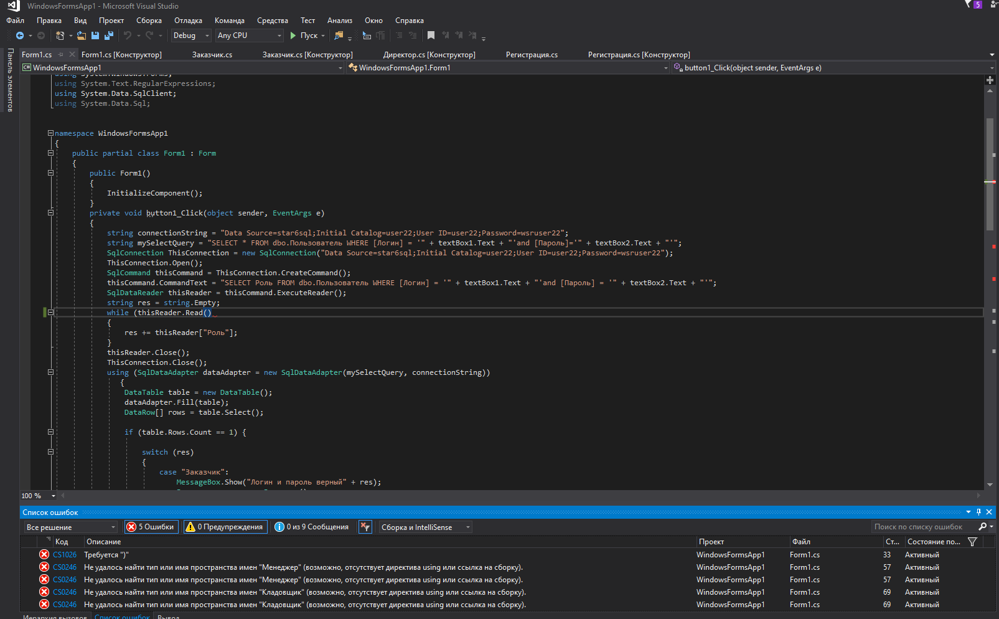 WindowsFormsApp1 - Microsoft Visual Studio
5
Файл Правка Вид Проект Сборка Отладка Команда Средства Тест Анализ Окно Справка
Debug Any CPU Пуск
Панель элементов
Form1.cs Form1.cs [Конструктор] Заказчик.cs Заказчик.cs [Конструктор] Директор.cs [Конструктор] Регистрация.cs Регистрация.cs [Конструктор]
C# WindowsFormsApp1 WindowsFormsApp1.Form1 button1_Click(object sender, EventArgs e)
using System.Windows.Forms;
using System.Text.RegularExpressions;
using System.Data.SqlClient;
using System.Data.Sql;
namespace WindowsFormsApp1
{
public partial class Form1 : Form
{
public Form1()
{
InitializeComponent();
}
private void button1_Click(object sender, EventArgs e)
{
string connectionString = "Data Source=star6sql;Initial Catalog=user22;User ID=user22;Password=wsruser22";
string mySelectQuery = "SELECT * FROM dbo.Пользователь WHERE [Логин] = '" + textBox1.Text + "'and [Пароль]='" + textBox2.Text + "'";
SqlConnection ThisConnection = new SqlConnection("Data Source=star6sql;Initial Catalog=user22;User ID=user22;Password=wsruser22");
ThisConnection.Open();
SqlCommand thisCommand = ThisConnection.CreateCommand();
thisCommand.CommandText = "SELECT Роль FROM dbo.Пользователь WHERE [Логин] = '" + textBox1.Text + "'and [Пароль] = '" + textBox2.Text + "'";
SqlDataReader thisReader = thisCommand.ExecuteReader();
string res = string.Empty;
while (thisReader.Read()
{
res += thisReader["Роль"];
}
thisReader.Close();
ThisConnection.Close();
using (SqlDataAdapter dataAdapter = new SqlDataAdapter(mySelectQuery, connectionString))
{
DataTable table = new DataTable();
dataAdapter.Fill(table);
DataRow[] rows = table.Select();
if (table.Rows.Count == 1) {
switch (res)
{
case "Заказчик":
MessageBox.Show("Логин и пароль верный" + res);
100 %
Список ошибок
Все решение 5 Ошибки 0 Предупреждения 0 из 9 Сообщения Сборка и IntelliSense Поиск по списку ошибок
Код Описание Проект Файл Ст... Состояние по...
CS1026 Требуется ")" WindowsFormsApp1 Form1.cs 33 Активный
CS0246 Не удалось найти тип или имя пространства имен "Менеджер" (возможно, отсутствует директива using или ссылка на сборку). WindowsFormsApp1 Form1.cs 57 Активный
CS0246 Не удалось найти тип или имя пространства имен "Менеджер" (возможно, отсутствует директива using или ссылка на сборку). WindowsFormsApp1 Form1.cs 57 Активный
CS0246 Не удалось найти тип или имя пространства имен "Кладовщик" (возможно, отсутствует директива using или ссылка на сборку). WindowsFormsApp1 Form1.cs 69 Активный
CS0246 Не удалось найти тип или имя пространства имен "Кладовщик" (возможно, отсутствует директива using или ссылка на сборку). WindowsFormsApp1 Form1.cs 69 Активный
Иерархия вызовов Список ошибок Вывод